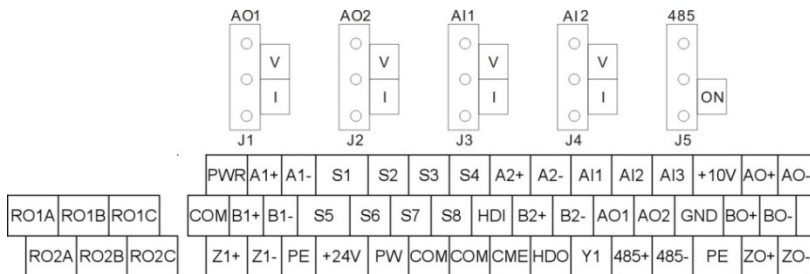 AO1 AO2 AI1 AI2 485
V V V V
I I I I ON
J1 J2 J3 J4 J5
PWR A1+ A1- S1 S2 S3 S4 A2+ A2- AI1 AI2 AI3 +10V AO+ AO-
RO1A RO1B RO1C COM B1+ B1- S5 S6 S7 S8 HDI B2+ B2- AO1 AO2 GND BO+ BO-
RO2A RO2B RO2C Z1+ Z1- PE +24V PW COM COM CME HDO Y1 485+ 485- PE ZO+ ZO-